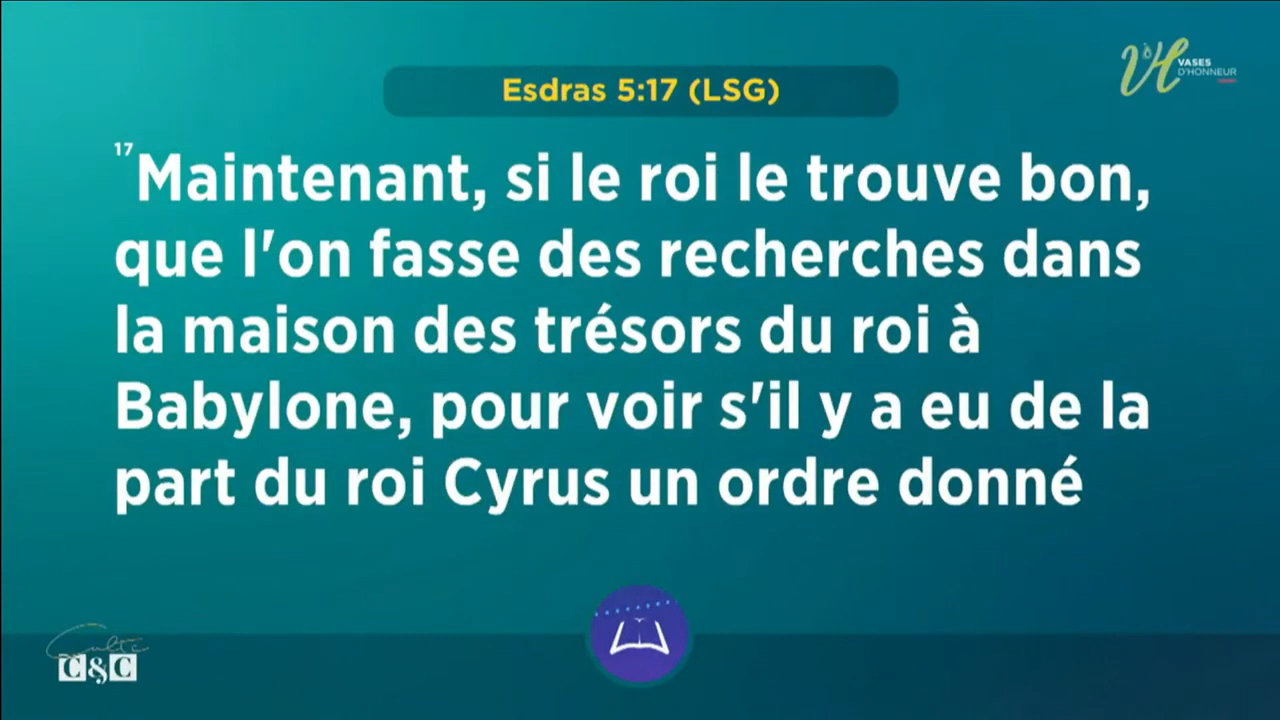 VASES
D'HONNEUR
Esdras 5:17 (LSG)
17 Maintenant, si le roi le trouve bon,
que l'on fasse des recherches dans
la maison des trésors du roi à
Babylone, pour voir s'il y a eu de la
part du roi Cyrus un ordre donné
Culte
C&C